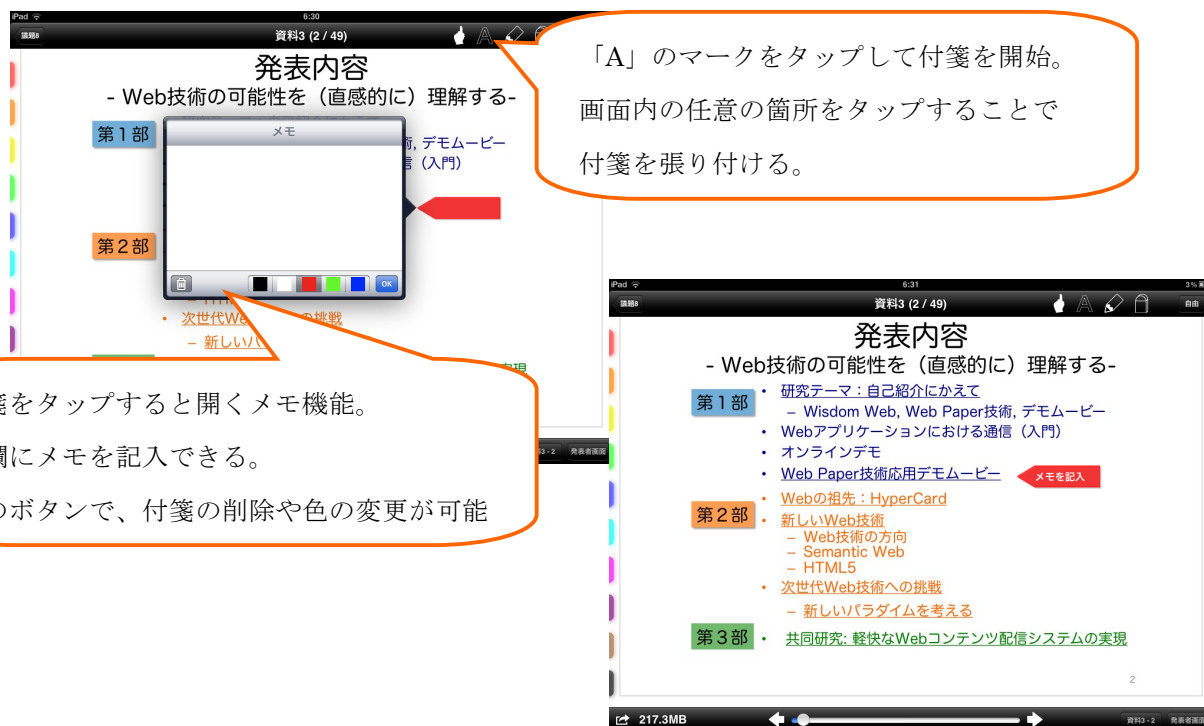 iPad
6:30
議題8
資料3 (2 / 49)
A
発表内容
- Web技術の可能性を（直感的に）理解する-
第１部
メモ
術, デモムービー
信（入門）
第２部
OK
– HTML5
• 次世代Web の挑戦
– 新しいパ
実現
3 - 2
発表者画面
「A」のマークをタップして付箋を開始。
画面内の任意の箇所をタップすることで
付箋を張り付ける。
箋をタップすると開くメモ機能。
欄にメモを記入できる。
のボタンで、付箋の削除や色の変更が可能
iPad
6:31
3%
議題8
資料3 (2 / 49)
A
自由
発表内容
- Web技術の可能性を（直感的に）理解する-
第１部
• 研究テーマ：自己紹介にかえて
– Wisdom Web, Web Paper技術, デモムービー
• Webアプリケーションにおける通信（入門）
• オンラインデモ
• Web Paper技術応用デモムービー
メモを記入
第２部
• Webの祖先：HyperCard
• 新しいWeb技術
– Web技術の方向
– Semantic Web
– HTML5
• 次世代Web技術への挑戦
– 新しいパラダイムを考える
第３部
• 共同研究: 軽快なWebコンテンツ配信システムの実現
2
217.3MB
資料3 - 2
発表者画面